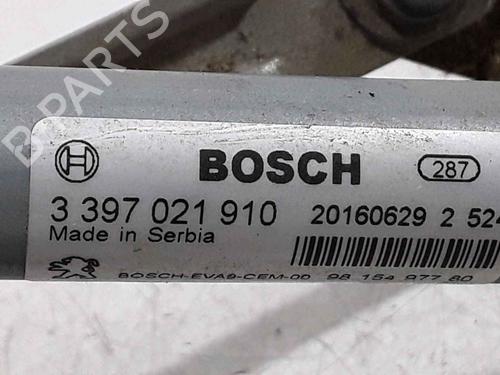 B-PARTS
BOSCH 287
3 397 021 910 20160629 2 524
Made in Serbia
BOSCH-EVA9-CEM-00 98 154 977 80